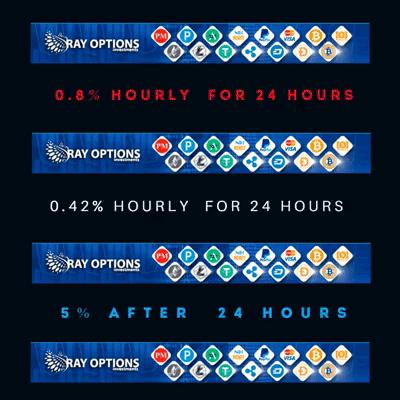 RAY OPTIONS
investments
0.8% HOURLY FOR 24 HOURS
RAY OPTIONS
investments
0.42% HOURLY FOR 24 HOURS
RAY OPTIONS
investments
5% AFTER 24 HOURS
RAY OPTIONS
investments